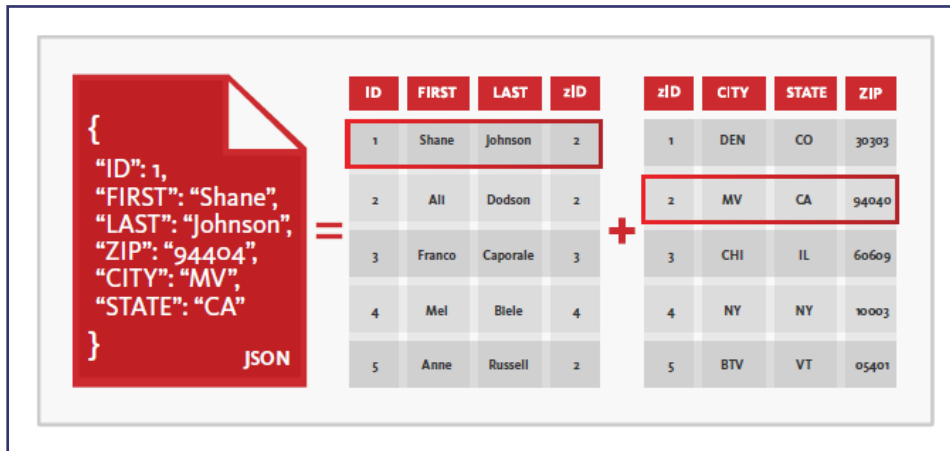 {
“ID”: 1,
“FIRST”: “Shane”,
“LAST”: “Johnson”,
“ZIP”: “94404”,
“CITY”: “MV”,
“STATE”: “CA”
}
JSON
=
ID FIRST LAST zID
1 Shane Johnson 2
2 Ali Dodson 2
3 Franco Caporale 3
4 Mel Biele 4
5 Anne Russell 2
+
zID CITY STATE ZIP
1 DEN CO 30303
2 MV CA 94040
3 CHI IL 60609
4 NY NY 10003
5 BTV VT 05401